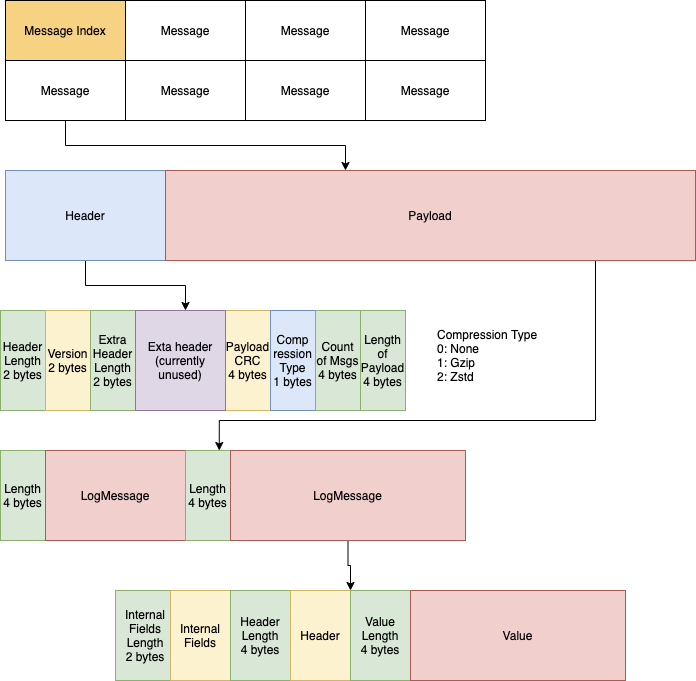 Message Index
Message
Message
Message
Message
Message
Message
Message
Header
Payload
Header
Length
2 bytes
Version
2 bytes
Extra
Header
Length
2 bytes
Exta header
(currently
unused)
Payload
CRC
4 bytes
Comp
ression
Type
1 bytes
Count
of Msgs
4 bytes
Length
of
Payload
4 bytes
Compression Type
0: None
1: Gzip
2: Zstd
Length
4 bytes
LogMessage
Length
4 bytes
LogMessage
Internal
Fields
Length
2 bytes
Internal
Fields
Header
Length
4 bytes
Header
Value
Length
4 bytes
Value